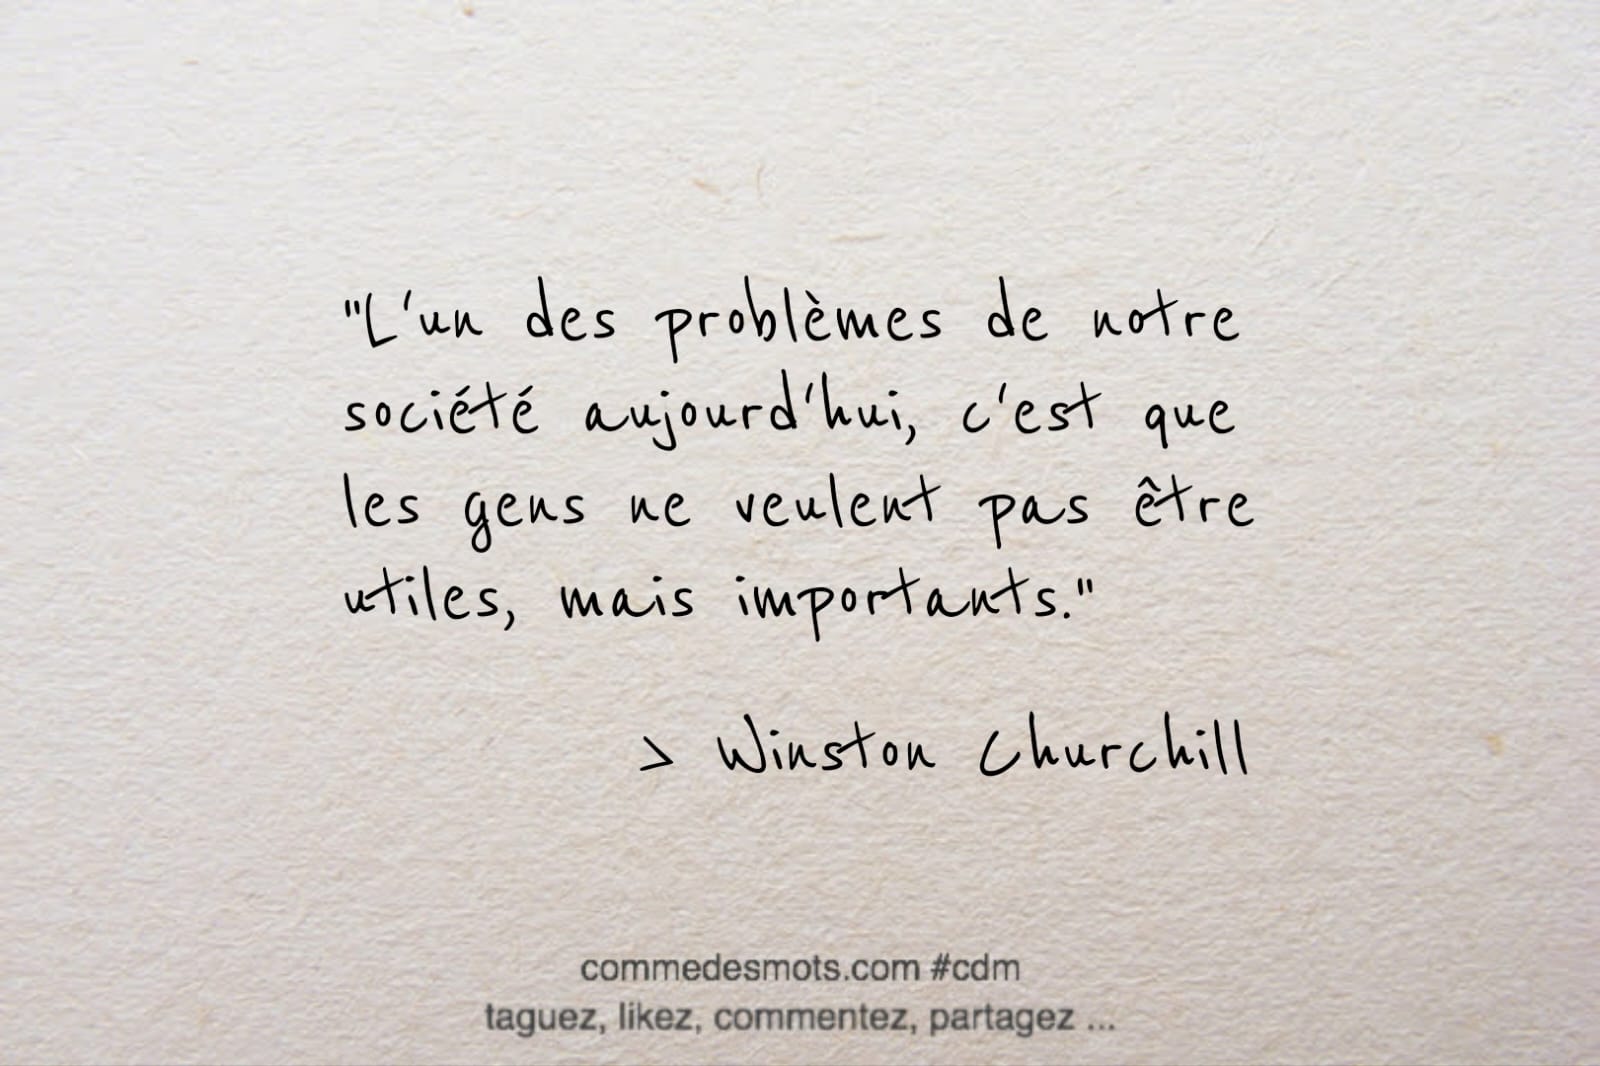 "L'un des problèmes de notre
société aujourd'hui, c'est que
les gens ne veulent pas être
utiles, mais importants."
> Winston Churchill
commedesmots.com #cdm
taguez, likez, commentez, partagez ...